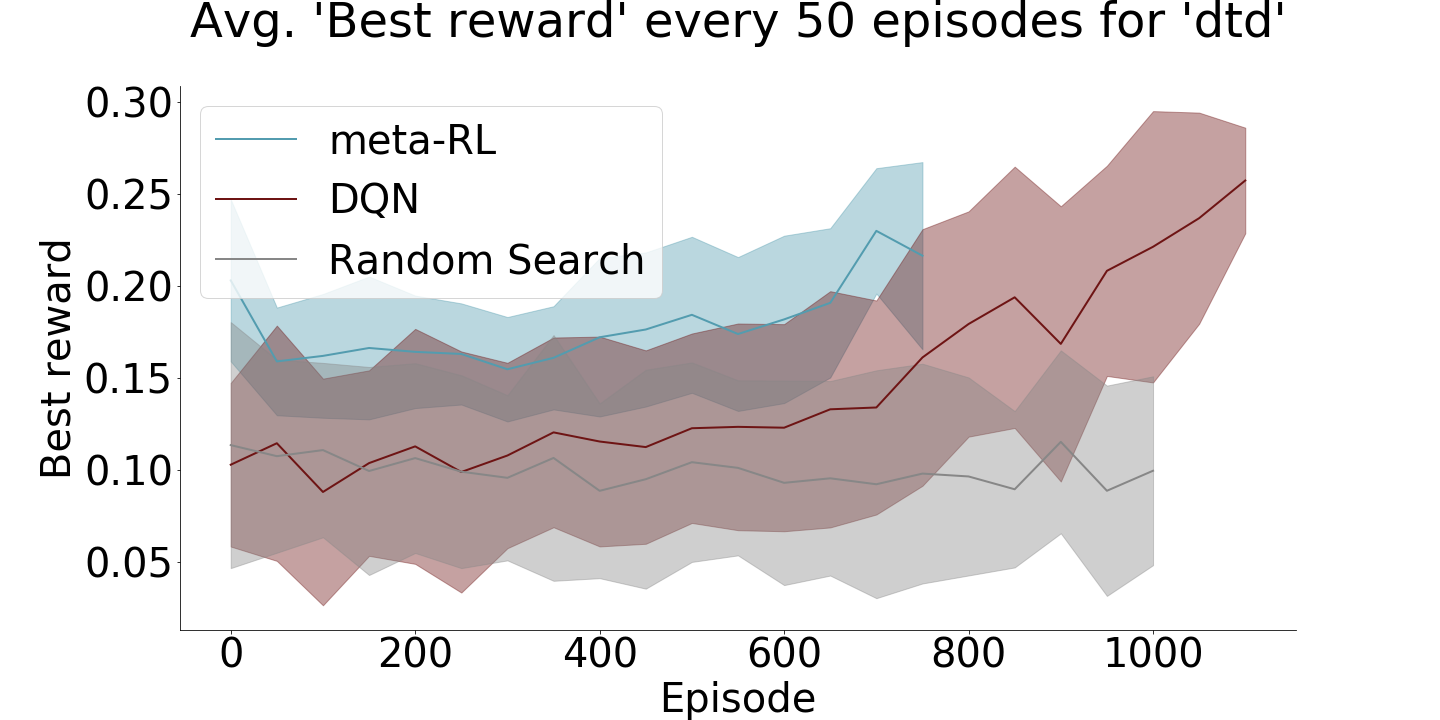 Avg. 'Best reward' every 50 episodes for 'dtd'
0.30
0.25
0.20
0.15
0.10
0.05
Best reward
meta-RL
DQN
Random Search
0 200 400 600 800 1000
Episode